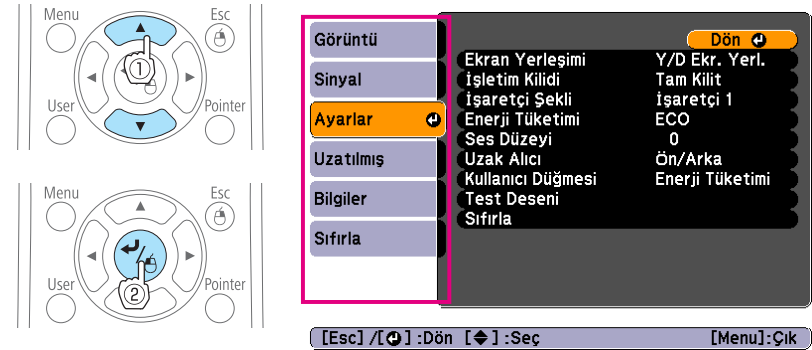 Menu Esc
①
User Pointer
Menu Esc
②
User Pointer
Görüntü
Sinyal
Ayarlar
Uzatılmış
Bilgiler
Sıfırla
Dön
Ekran Yerleşimi Y/D Ekr. Yerl.
İşletim Kilidi Tam Kilit
İşaretçi Şekli İşaretçi 1
Enerji Tüketimi ECO
Ses Düzeyi 0
Uzak Alıcı Ön/Arka
Kullanıcı Düğmesi Enerji Tüketimi
Test Deseni
Sıfırla
[Esc] /[⏎] :Dön [◆] :Seç [Menu]:Çık